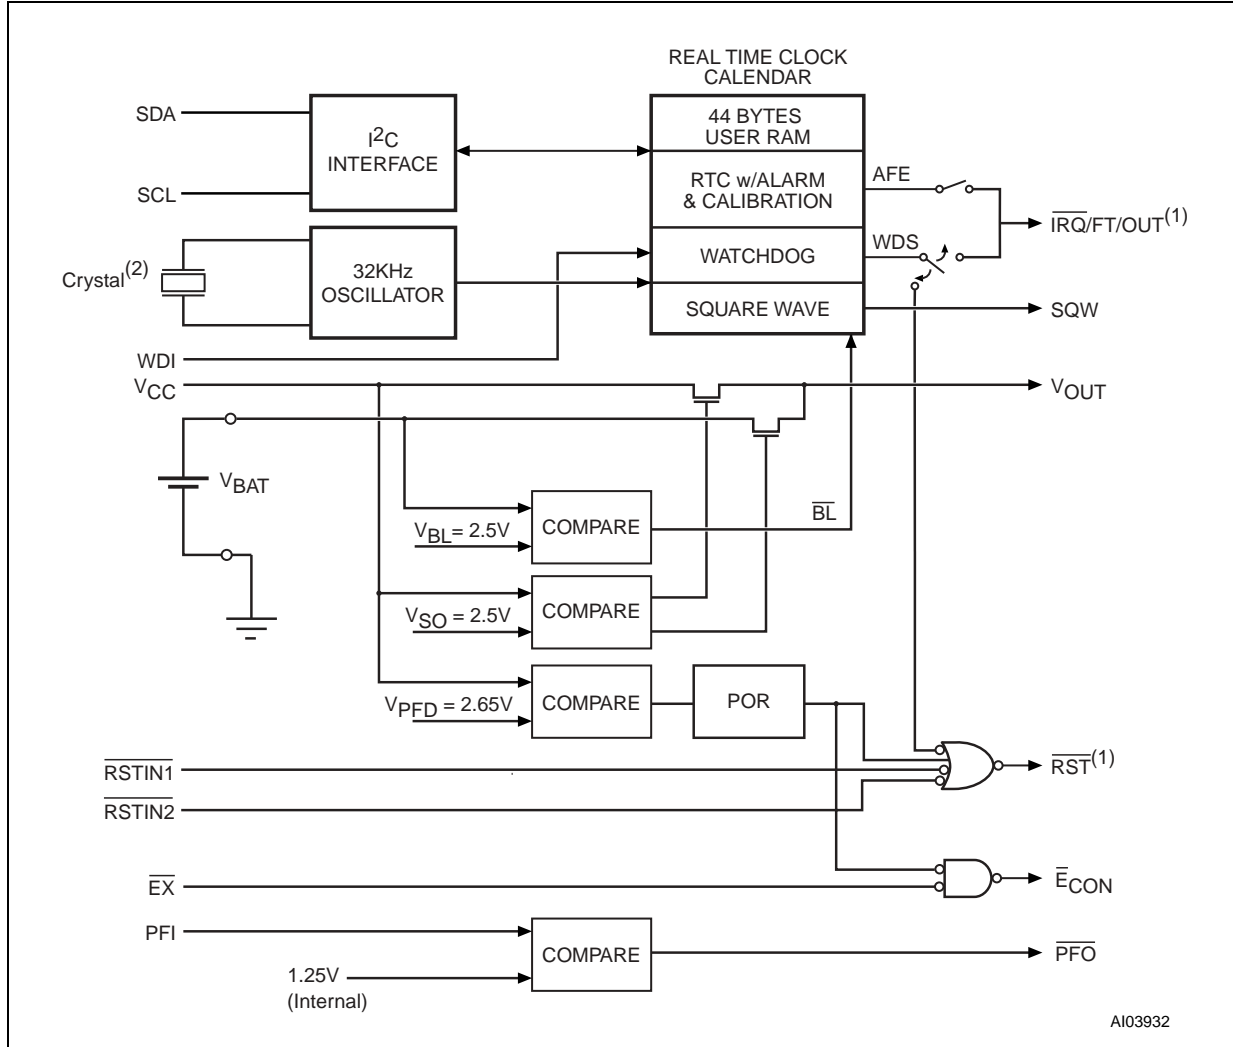 REAL TIME CLOCK
CALENDAR
SDA
I2C
INTERFACE
SCL
44 BYTES
USER RAM
RTC w/ALARM
& CALIBRATION
AFE
IRQ/FT/OUT(1)
WATCHDOG
WDS
Crystal(2)
32KHz
OSCILLATOR
SQUARE WAVE
SQW
WDI
VCC
VOUT
VBAT
VBL= 2.5V
COMPARE
BL
VSO = 2.5V
COMPARE
VPFD = 2.65V
COMPARE
POR
RSTIN1
RST(1)
RSTIN2
EX
ECON
PFI
COMPARE
PFO
1.25V
(Internal)
AI03932